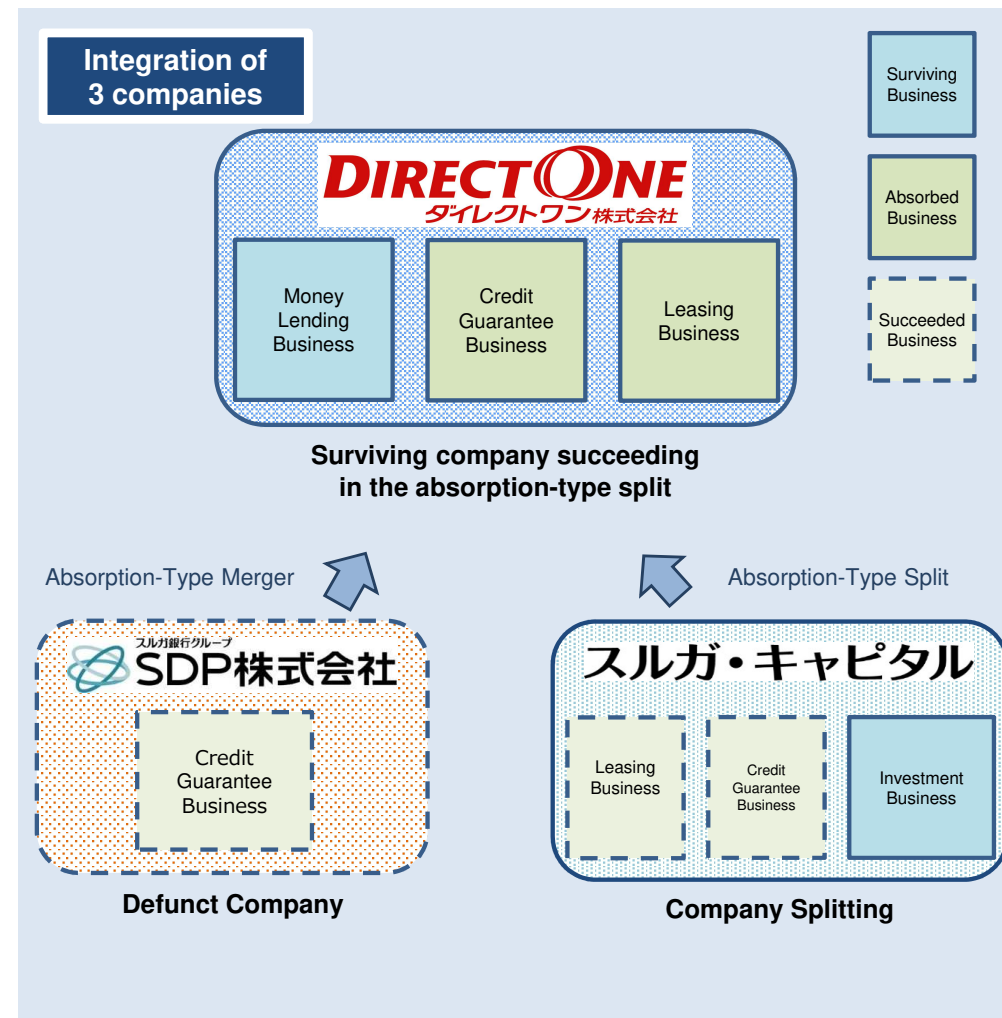 Integration of
3 companies
Surviving
Business
DIRECT ONE
ダイレクトワン株式会社
Absorbed
Business
Money
Lending
Business
Credit
Guarantee
Business
Leasing
Business
Succeeded
Business
Surviving company succeeding
in the absorption-type split
Absorption-Type Merger
Absorption-Type Split
スルガ銀行グループ
SDP株式会社
Credit
Guarantee
Business
Defunct Company
スルガ・キャピタル
Leasing
Business
Credit
Guarantee
Business
Investment
Business
Company Splitting